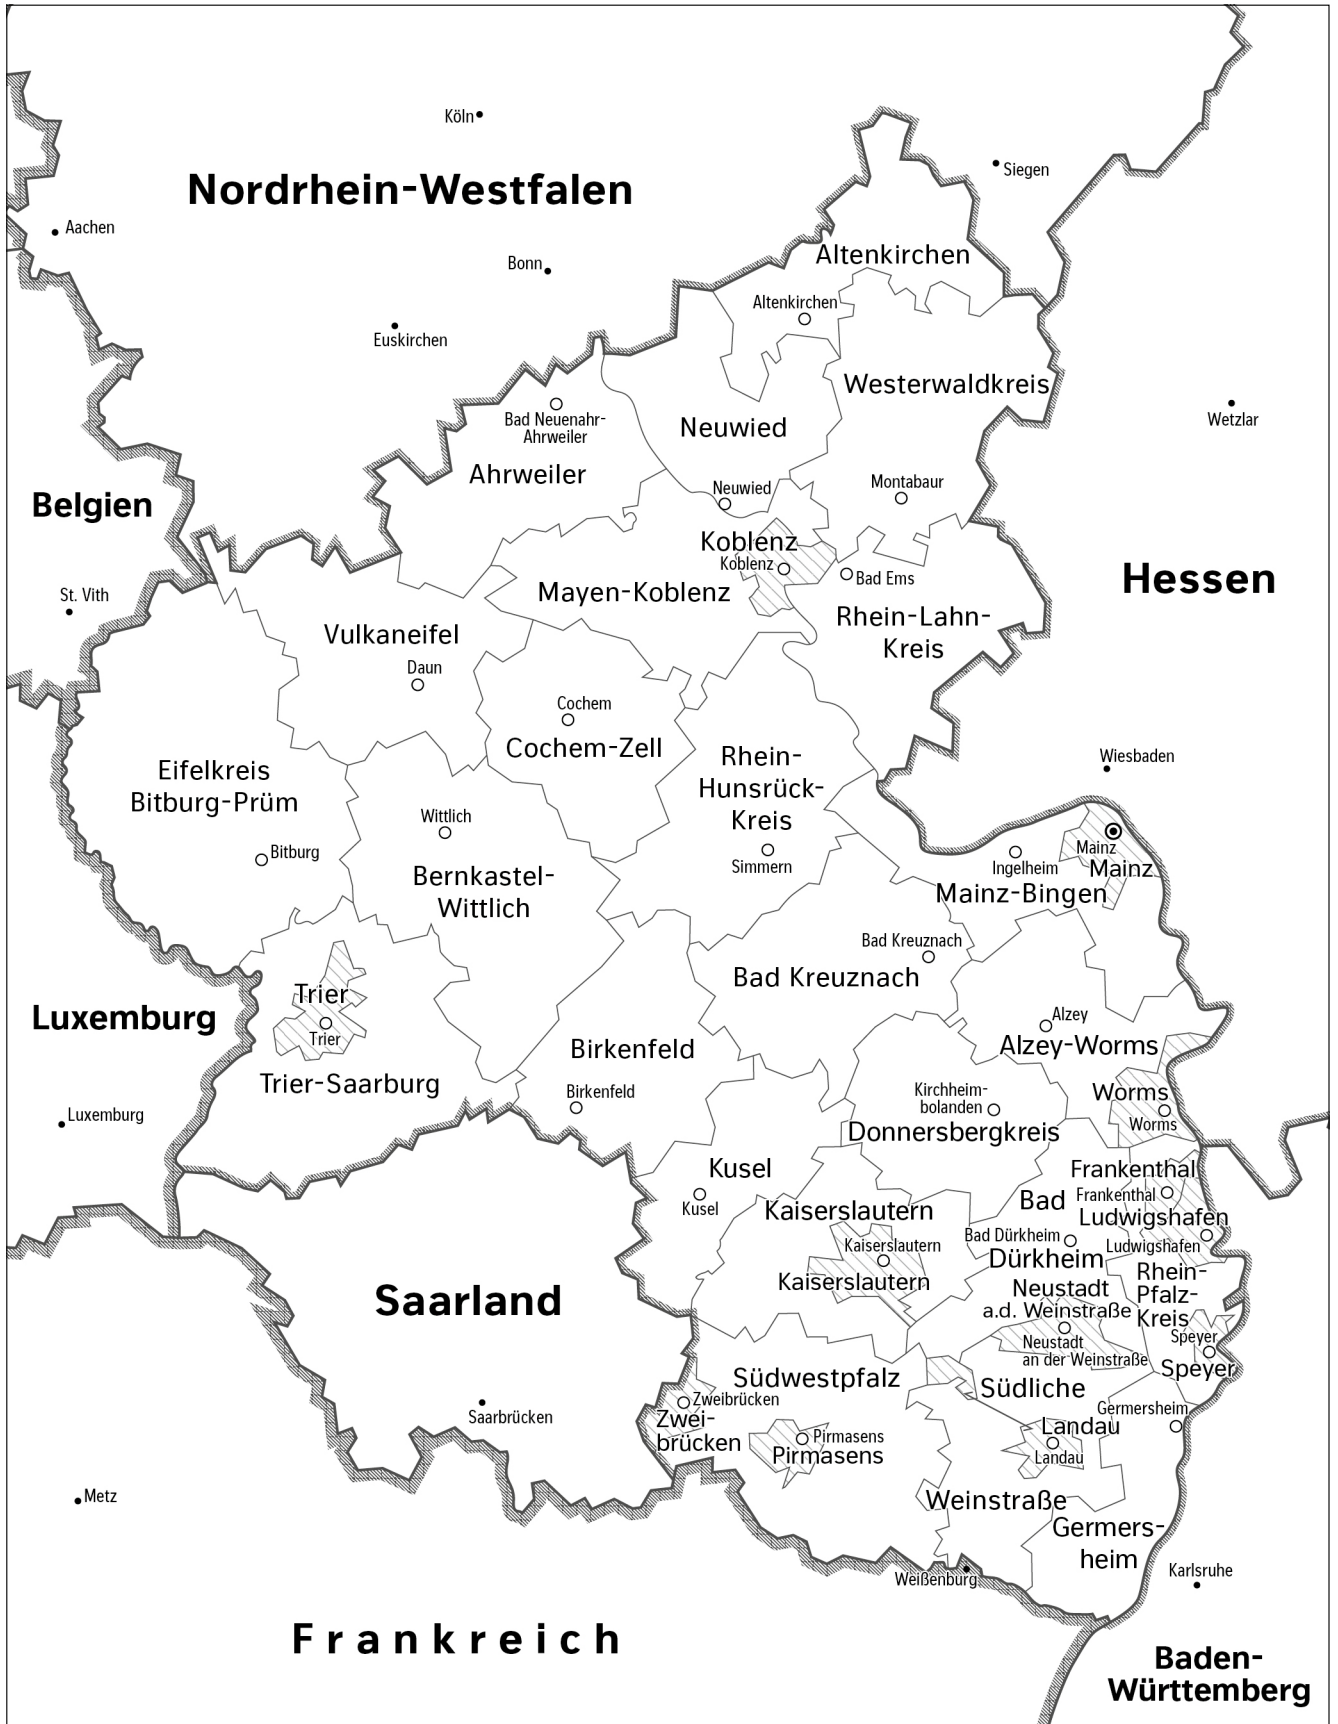 Köln
Siegen
Nordrhein-Westfalen
Aachen
Altenkirchen
Bonn
Altenkirchen
Euskirchen
Westerwaldkreis
Wetzlar
Bad Neuenahr-
Ahrweiler
Neuwied
Ahrweiler
Montabaur
Neuwied
Belgien
Koblenz
Koblenz
Bad Ems
Hessen
St. Vith
Mayen-Koblenz
Rhein-Lahn-
Kreis
Vulkaneifel
Daun
Cochem
Cochem-Zell
Wiesbaden
Rhein-
Hunsrück-
Kreis
Eifelkreis
Bitburg-Prüm
Wittlich
Bitburg
Simmern
Mainz
Mainz
Ingelheim
Mainz-Bingen
Bernkastel-
Wittlich
Bad Kreuznach
Bad Kreuznach
Trier
Trier
Luxemburg
Alzey
Alzey-Worms
Birkenfeld
Trier-Saarburg
Birkenfeld
Kirchheim-
bolanden
Worms
Worms
Luxemburg
Donnersbergkreis
Kusel
Kusel
Frankenthal
Frankenthal
Bad
Dürkheim
Bad Dürkheim
Ludwigshafen
Ludwigshafen
Kaiserslautern
Kaiserslautern
Kaiserslautern
Rhein-
Pfalz-
Kreis
Neustadt
a.d. Weinstraße
Neustadt
an der Weinstraße
Saarland
Speyer
Speyer
Südwestpfalz
Südliche
Weinstraße
Zweibrücken
Zwei-
brücken
Saarbrücken
Germersheim
Landau
Landau
Pirmasens
Pirmasens
Metz
Germers-
heim
Weißenburg
Karlsruhe
Frankreich
Baden-
Württemberg